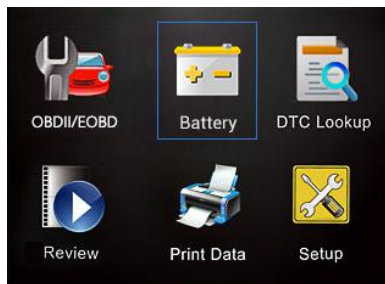 OBDII/EOBD
Battery
DTC Lookup
Review
Print Data
Setup